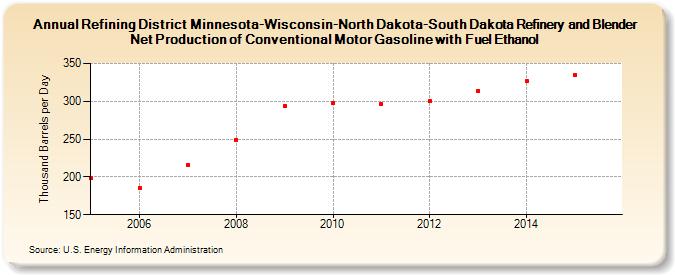 Annual Refining District Minnesota-Wisconsin-North Dakota-South Dakota Refinery and Blender
Net Production of Conventional Motor Gasoline with Fuel Ethanol
Thousand Barrels per Day
350
300
250
200
150
2006
2008
2010
2012
2014
Source: U.S. Energy Information Administration